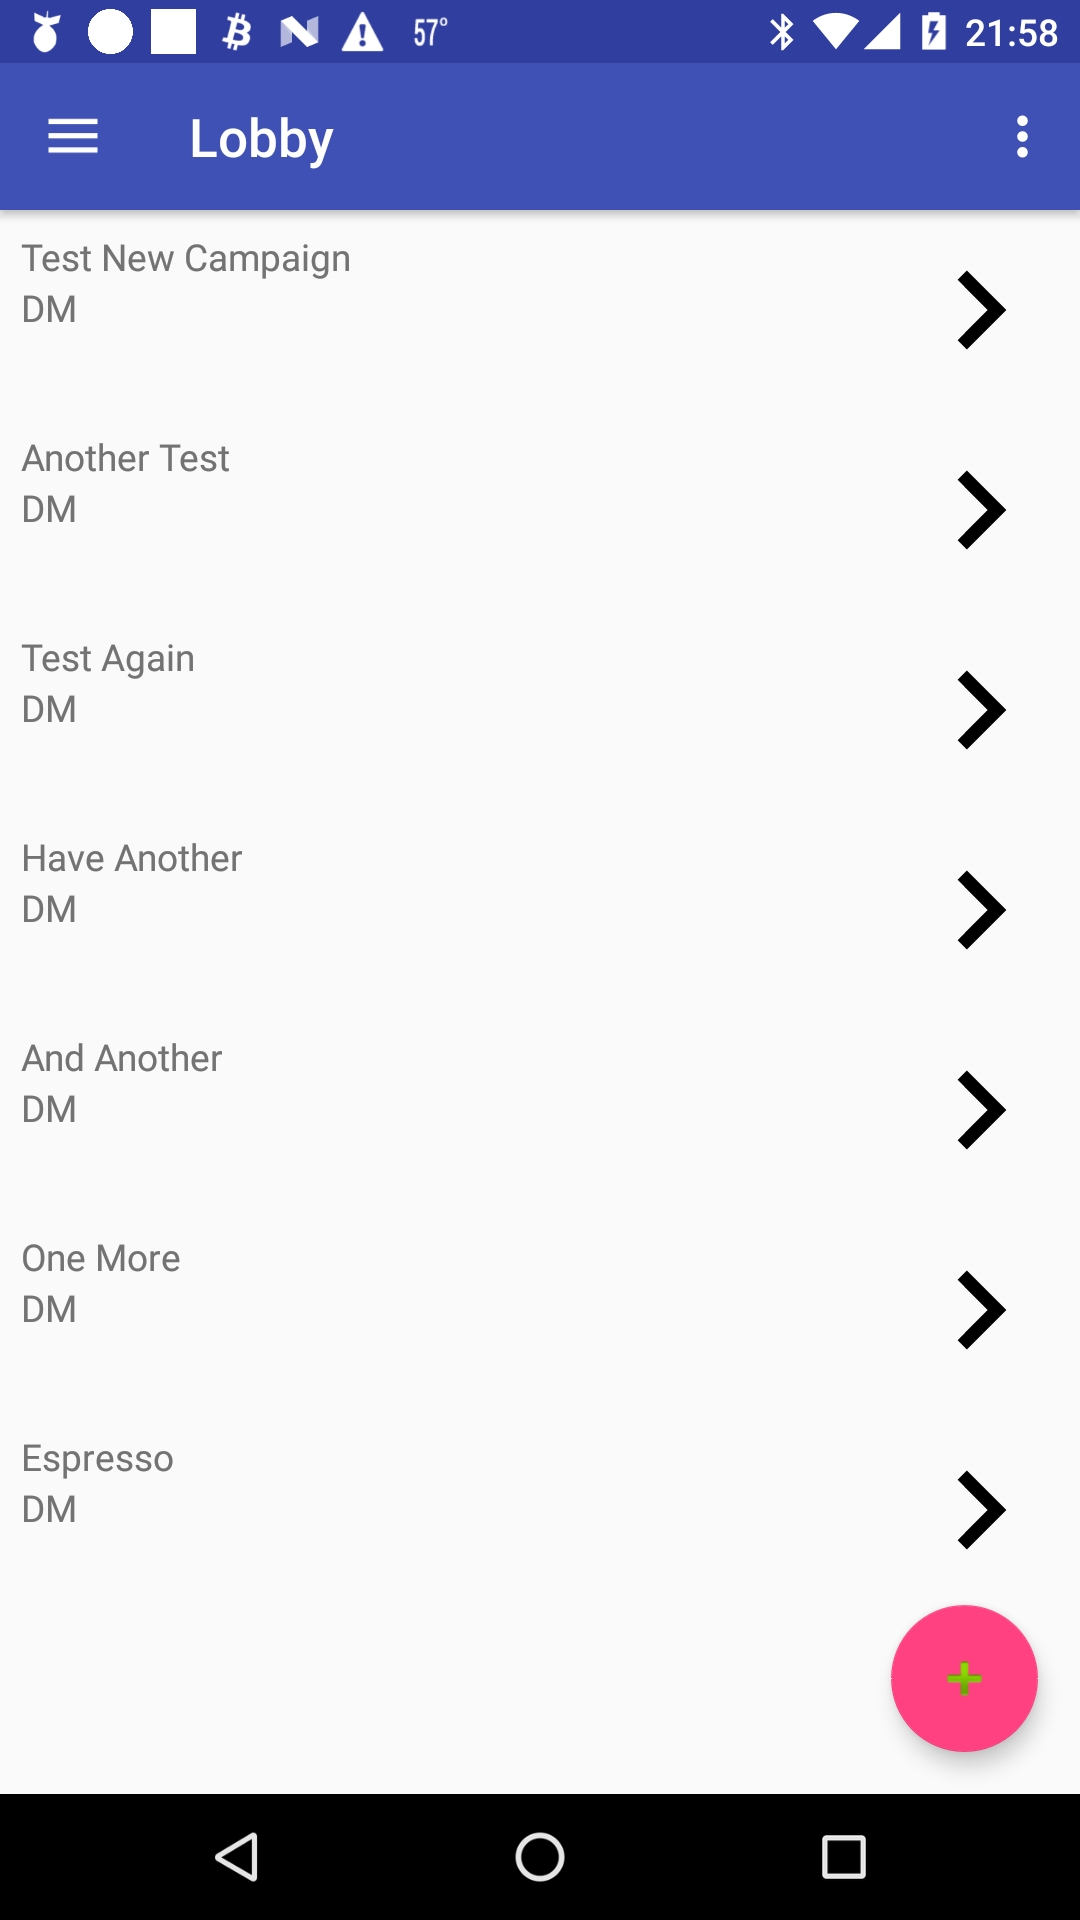 57° 21:58
Lobby
Test New Campaign
DM
Another Test
DM
Test Again
DM
Have Another
DM
And Another
DM
One More
DM
Espresso
DM